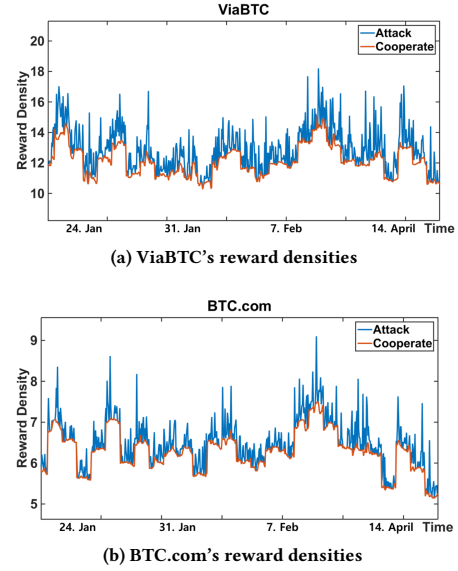 ViaBTC
20
18
16
14
12
10
Reward Density
Attack
Cooperate
24. Jan
31. Jan
7. Feb
14. April
Time
(a) ViaBTC's reward densities
BTC.com
9
8
7
6
5
Reward Density
Attack
Cooperate
24. Jan
31. Jan
7. Feb
14. April
Time
(b) BTC.com's reward densities